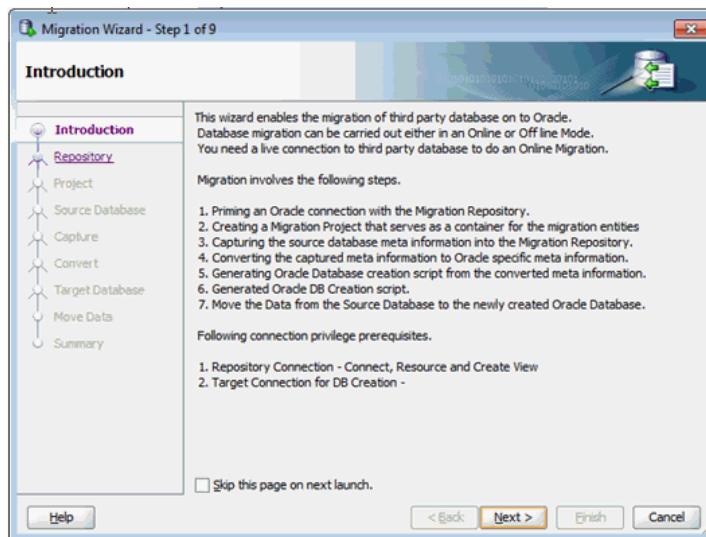 Migration Wizard - Step 1 of 9
Introduction
Introduction
Repository
Project
Source Database
Capture
Convert
Target Database
Move Data
Summary
This wizard enables the migration of third party database on to Oracle.
Database migration can be carried out either in an Online or Off line Mode.
You need a live connection to third party database to do an Online Migration.
Migration involves the following steps.
1. Priming an Oracle connection with the Migration Repository.
2. Creating a Migration Project that serves as a container for the migration entities
3. Capturing the source database meta information into the Migration Repository.
4. Converting the captured meta information to Oracle specific meta information.
5. Generating Oracle Database creation script from the converted meta information.
6. Generated Oracle DB Creation script.
7. Move the Data from the Source Database to the newly created Oracle Database.
Following connection privilege prerequisites.
1. Repository Connection - Connect, Resource and Create View
2. Target Connection for DB Creation -
Skip this page on next launch.
Help
< Back
Next >
Finish
Cancel